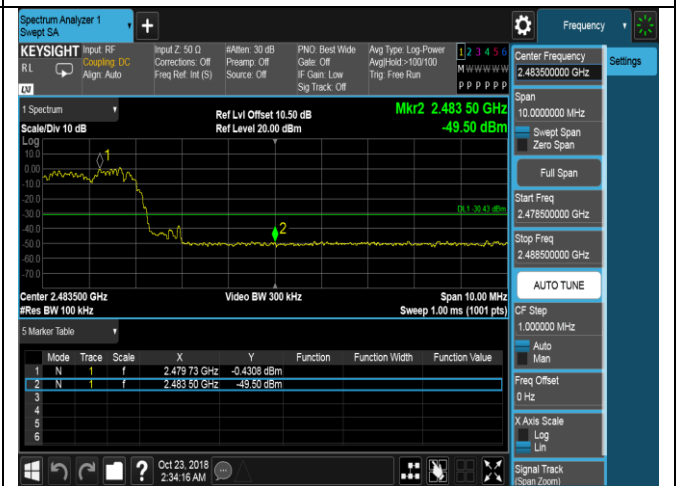 Spectrum Analyzer 1
Swept SA
+
Frequency
KEYSIGHT
RL
Input: RF
Coupling: DC
Align: Auto
Input Z: 50 Ω
Corrections: Off
Freq Ref: Int (S)
#Atten: 30 dB
Preamp: Off
Source: Off
PNO: Best Wide
Gate: Off
IF Gain: Low
Sig Track: Off
Avg Type: Log-Power
Avg|Hold:>100/100
Trig: Free Run
1 2 3 4 5 6
M W W W W W
P P P P P P
LXI
1 Spectrum
Scale/Div 10 dB
Ref Lvl Offset 10.50 dB
Ref Level 20.00 dBm
Mkr2 2.483 50 GHz
-49.50 dBm
Log
10.0
0.00
-10.0
-20.0
-30.0
-40.0
-50.0
-60.0
-70.0
1
2
DL1 -30.43 dBm
Center 2.483500 GHz
#Res BW 100 kHz
Video BW 300 kHz
Span 10.00 MHz
Sweep 1.00 ms (1001 pts)
5 Marker Table
Mode Trace Scale X Y Function Function Width Function Value
1 N 1 f 2.479 73 GHz -0.4308 dBm
2 N 1 f 2.483 50 GHz -49.50 dBm
3
4
5
6
?
Oct 23, 2018
2:34:16 AM
Center Frequency
2.483500000 GHz
Settings
Span
10.0000000 MHz
Swept Span
Zero Span
Full Span
Start Freq
2.478500000 GHz
Stop Freq
2.488500000 GHz
AUTO TUNE
CF Step
1.000000 MHz
Auto
Man
Freq Offset
0 Hz
X Axis Scale
Log
Lin
Signal Track
(Span Zoom)